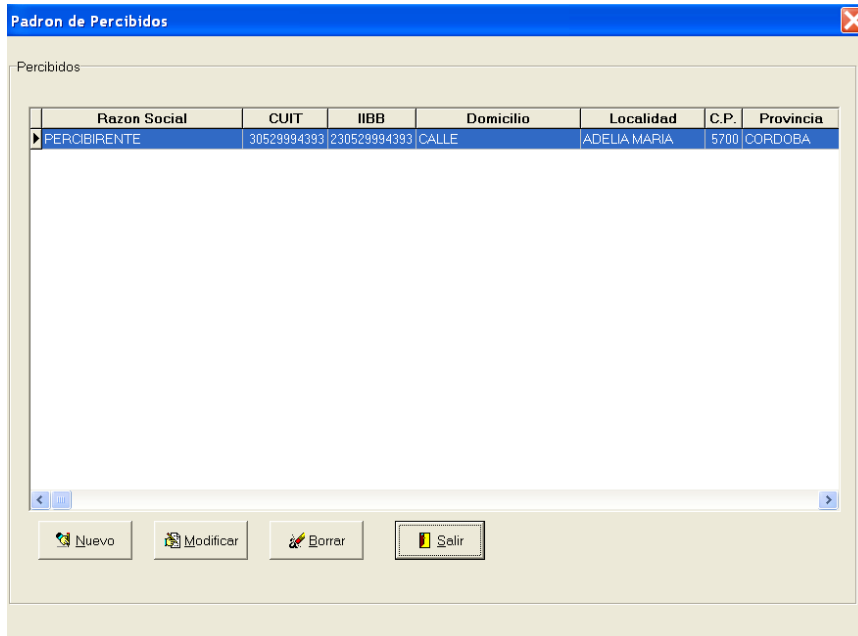 Padron de Percibidos
Percibidos
Razon Social CUIT IIBB Domicilio Localidad C.P. Provincia
PERCIBIRENTE 30529994393 230529994393 CALLE ADELIA MARIA 5700 CORDOBA
Nuevo Modificar Borrar Salir